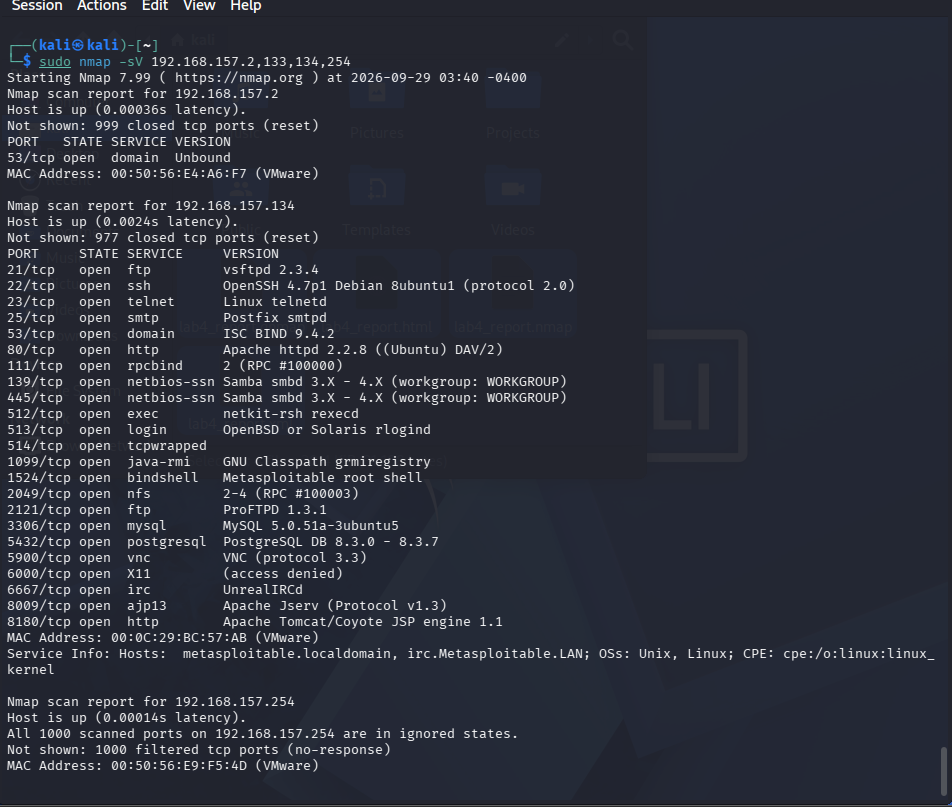 Session Actions Edit View Help
kali
┌──(kali㉿kali)-[~]
└─$ sudo nmap -sV 192.168.157.2,133,134,254
Starting Nmap 7.99 ( https://nmap.org ) at 2026-09-29 03:40 -0400
Nmap scan report for 192.168.157.2
Host is up (0.00036s latency).
Not shown: 999 closed tcp ports (reset)
Pictures
Projects
PORT   STATE SERVICE VERSION
53/tcp open  domain  Unbound
MAC Address: 00:50:56:E4:A6:F7 (VMware)

Nmap scan report for 192.168.157.134
Host is up (0.0024s latency).
Templates
Videos
Not shown: 977 closed tcp ports (reset)
PORT     STATE SERVICE     VERSION
21/tcp   open  ftp         vsftpd 2.3.4
22/tcp   open  ssh         OpenSSH 4.7p1 Debian 8ubuntu1 (protocol 2.0)
23/tcp   open  telnet      Linux telnetd
25/tcp   open  smtp        Postfix smtpd
lab4_report.html
lab4_report.nmap
53/tcp   open  domain      ISC BIND 9.4.2
80/tcp   open  http        Apache httpd 2.2.8 ((Ubuntu) DAV/2)
111/tcp  open  rpcbind     2 (RPC #100000)
139/tcp  open  netbios-ssn Samba smbd 3.X - 4.X (workgroup: WORKGROUP)
445/tcp  open  netbios-ssn Samba smbd 3.X - 4.X (workgroup: WORKGROUP)
512/tcp  open  exec        netkit-rsh rexecd
513/tcp  open  login       OpenBSD or Solaris rlogind
514/tcp  open  tcpwrapped
1099/tcp open  java-rmi    GNU Classpath grmiregistry
1524/tcp open  bindshell   Metasploitable root shell
2049/tcp open  nfs         2-4 (RPC #100003)
2121/tcp open  ftp         ProFTPD 1.3.1
3306/tcp open  mysql       MySQL 5.0.51a-3ubuntu5
5432/tcp open  postgresql  PostgreSQL DB 8.3.0 - 8.3.7
5900/tcp open  vnc         VNC (protocol 3.3)
6000/tcp open  X11         (access denied)
6667/tcp open  irc         UnrealIRCd
8009/tcp open  ajp13       Apache Jserv (Protocol v1.3)
8180/tcp open  http        Apache Tomcat/Coyote JSP engine 1.1
MAC Address: 00:0C:29:BC:57:AB (VMware)
Service Info: Hosts:  metasploitable.localdomain, irc.Metasploitable.LAN; OSs: Unix, Linux; CPE: cpe:/o:linux:linux_
kernel

Nmap scan report for 192.168.157.254
Host is up (0.00014s latency).
All 1000 scanned ports on 192.168.157.254 are in ignored states.
Not shown: 1000 filtered tcp ports (no-response)
MAC Address: 00:50:56:E9:F5:4D (VMware)